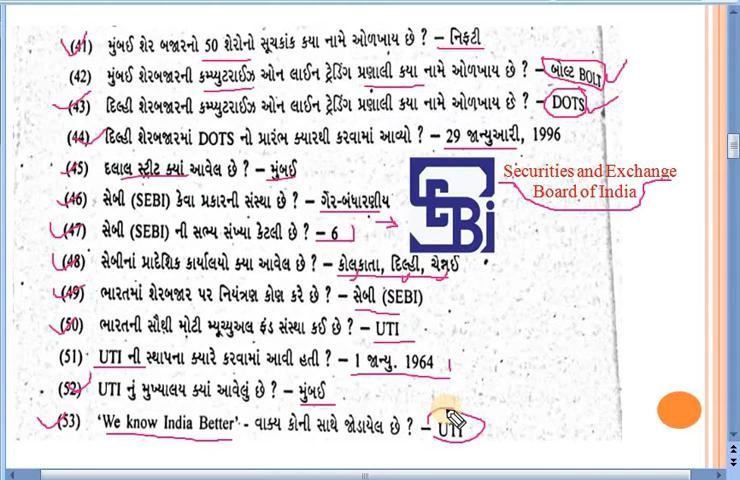 (41) મુંબઈ શેર બજારનો 50 શેરોનો સૂચકાંક ક્યા નામે ઓળખાય છે? – નિફ્ટી
(42) મુંબઈ શેરબજારની કમ્પ્યુટરાઈઝ ઓન લાઈન ટ્રેડિંગ પ્રણાલી ક્યા નામે ઓળખાય છે? – બોલ્ટ BOLT
(43) દિલ્હી શેરબજારની કમ્પ્યુટરાઈઝ ઓન લાઈન ટ્રેડિંગ પ્રણાલી ક્યા નામે ઓળખાય છે? – DOTS
(44) દિલ્હી શેરબજારમાં DOTS નો પ્રારંભ ક્યારથી કરવામાં આવ્યો? – 29 જાન્યુઆરી, 1996
(45) દલાલ સ્ટ્રીટ ક્યાં આવેલ છે? – મુંબઈ
Securities and Exchange
Board of India
(46) સેબી (SEBI) કેવા પ્રકારની સંસ્થા છે? – ગૈર-બંધારણીય
SEBi
(47) સેબી (SEBI) ની સભ્ય સંખ્યા કેટલી છે? – 6
(48) સેબીનાં પ્રાદેશિક કાર્યાલયો ક્યા આવેલ છે? – કોલકાતા, દિલ્હી, ચેન્નઈ
(49) ભારતમાં શેરબજાર પર નિયંત્રણ કોણ કરે છે? – સેબી (SEBI)
(50) ભારતની સૌથી મોટી મ્યુચ્યુઅલ ફંડ સંસ્થા કઈ છે? – UTI
(51) UTI ની સ્થાપના ક્યારે કરવામાં આવી હતી? – 1 જાન્યુ. 1964
(52) UTI નું મુખ્યાલય ક્યાં આવેલું છે? – મુંબઈ
(53) 'We know India Better' - વાક્ય કોની સાથે જોડાયેલ છે? – UTI